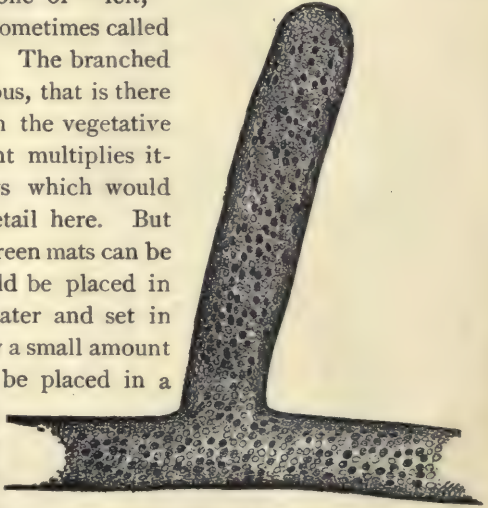 one of left,
ometimes called
The branched
ous, that is there
the vegetative
nt multiplies it-
s which would
etail here. But
reen mats can be
ld be placed in
ater and set in
a small amount
be placed in a